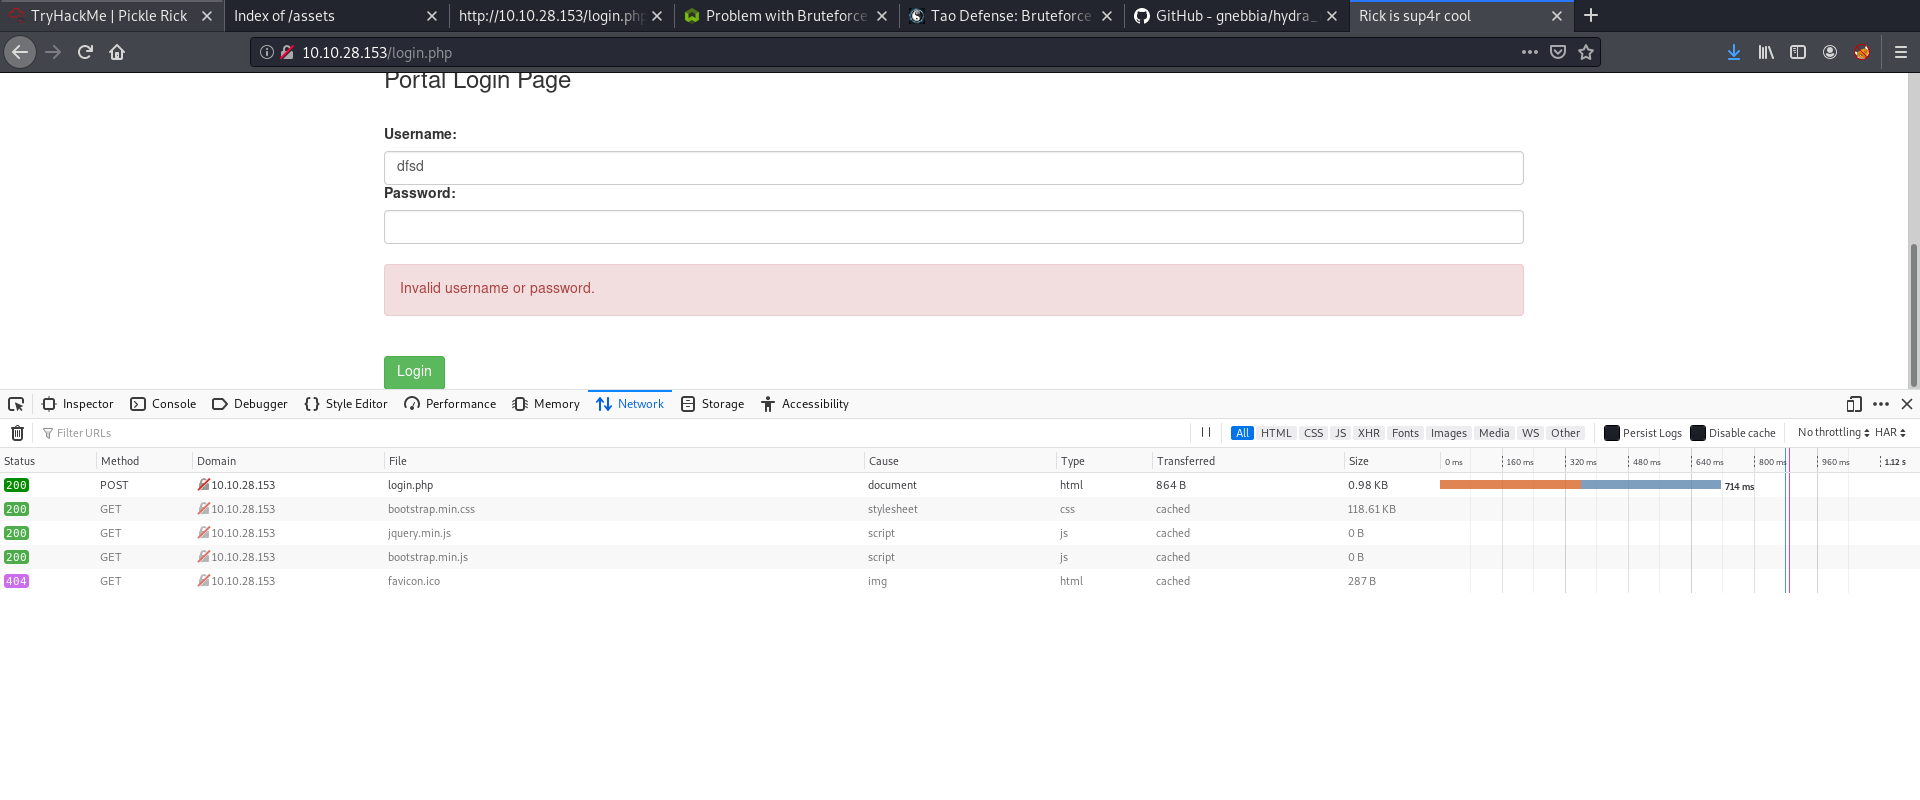 TryHackMe | Pickle Rick
Index of /assets
http://10.10.28.153/login.php
Problem with Bruteforce
Tao Defense: Bruteforce
GitHub - gnebbia/hydra_
Rick is sup4r cool
10.10.28.153/login.php
Portal Login Page
Username:
dfsd
Password:
Invalid username or password.
Login
Inspector Console Debugger Style Editor Performance Memory Network Storage Accessibility
Filter URLs All HTML CSS JS XHR Fonts Images Media WS Other Persist Logs Disable cache No throttling HAR
Status Method Domain File Cause Type Transferred Size 0 ms 160 ms 320 ms 480 ms 640 ms 800 ms 960 ms 1.12 s
200 POST 10.10.28.153 login.php document html 864 B 0.98 KB 714 ms
200 GET 10.10.28.153 bootstrap.min.css stylesheet css cached 118.61 KB
200 GET 10.10.28.153 jquery.min.js script js cached 0 B
200 GET 10.10.28.153 bootstrap.min.js script js cached 0 B
404 GET 10.10.28.153 favicon.ico img html cached 287 B